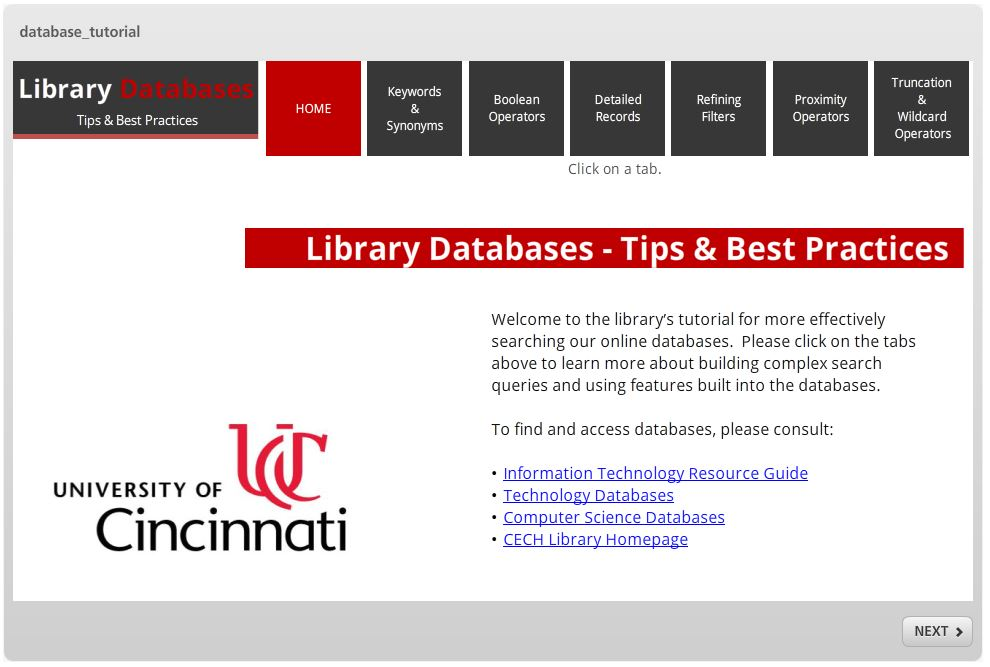 database_tutorial
Library Databases
Tips & Best Practices
HOME
Keywords
&
Synonyms
Boolean
Operators
Detailed
Records
Refining
Filters
Proximity
Operators
Truncation
&
Wildcard
Operators
Click on a tab.
Library Databases - Tips & Best Practices
Welcome to the library’s tutorial for more effectively
searching our online databases.  Please click on the tabs
above to learn more about building complex search
queries and using features built into the databases.
To find and access databases, please consult:
• Information Technology Resource Guide
• Technology Databases
• Computer Science Databases
• CECH Library Homepage
UC
UNIVERSITY OF
Cincinnati
NEXT